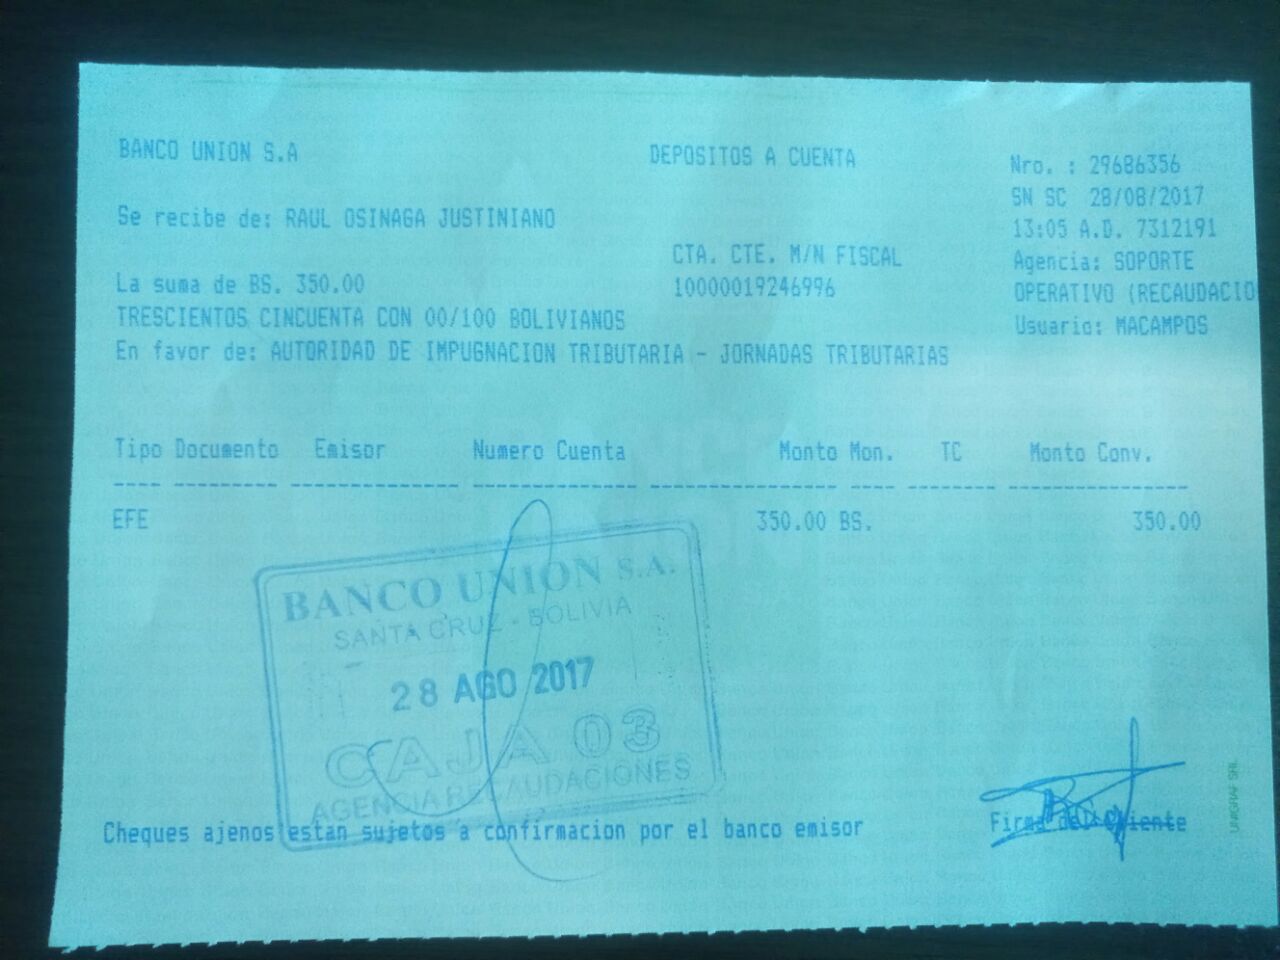 BANCO UNION S.A
DEPOSITOS A CUENTA
Nro. : 29686356
SN SC 28/08/2017
13:05 A.D. 7312191
Agencia: SOPORTE
OPERATIVO (RECAUDACIO
Usuario: MACAMPOS
Se recibe de: RAUL OSINAGA JUSTINIANO
CTA. CTE. M/N FISCAL
10000019246996
La suma de BS. 350.00
TRESCIENTOS CINCUENTA CON 00/100 BOLIVIANOS
En favor de: AUTORIDAD DE IMPUGNACION TRIBUTARIA - JORNADAS TRIBUTARIAS
Tipo Documento Emisor Numero Cuenta Monto Mon. TC Monto Conv.
EFE 350.00 BS. 350.00
BANCO UNION S.A.
SANTA CRUZ - BOLIVIA
28 AGO 2017
CAJA 03
AGENCIA RECAUDACIONES
Cheques ajenos estan sujetos a confirmacion por el banco emisor
Firma del Cliente
UNIGRAF SRL